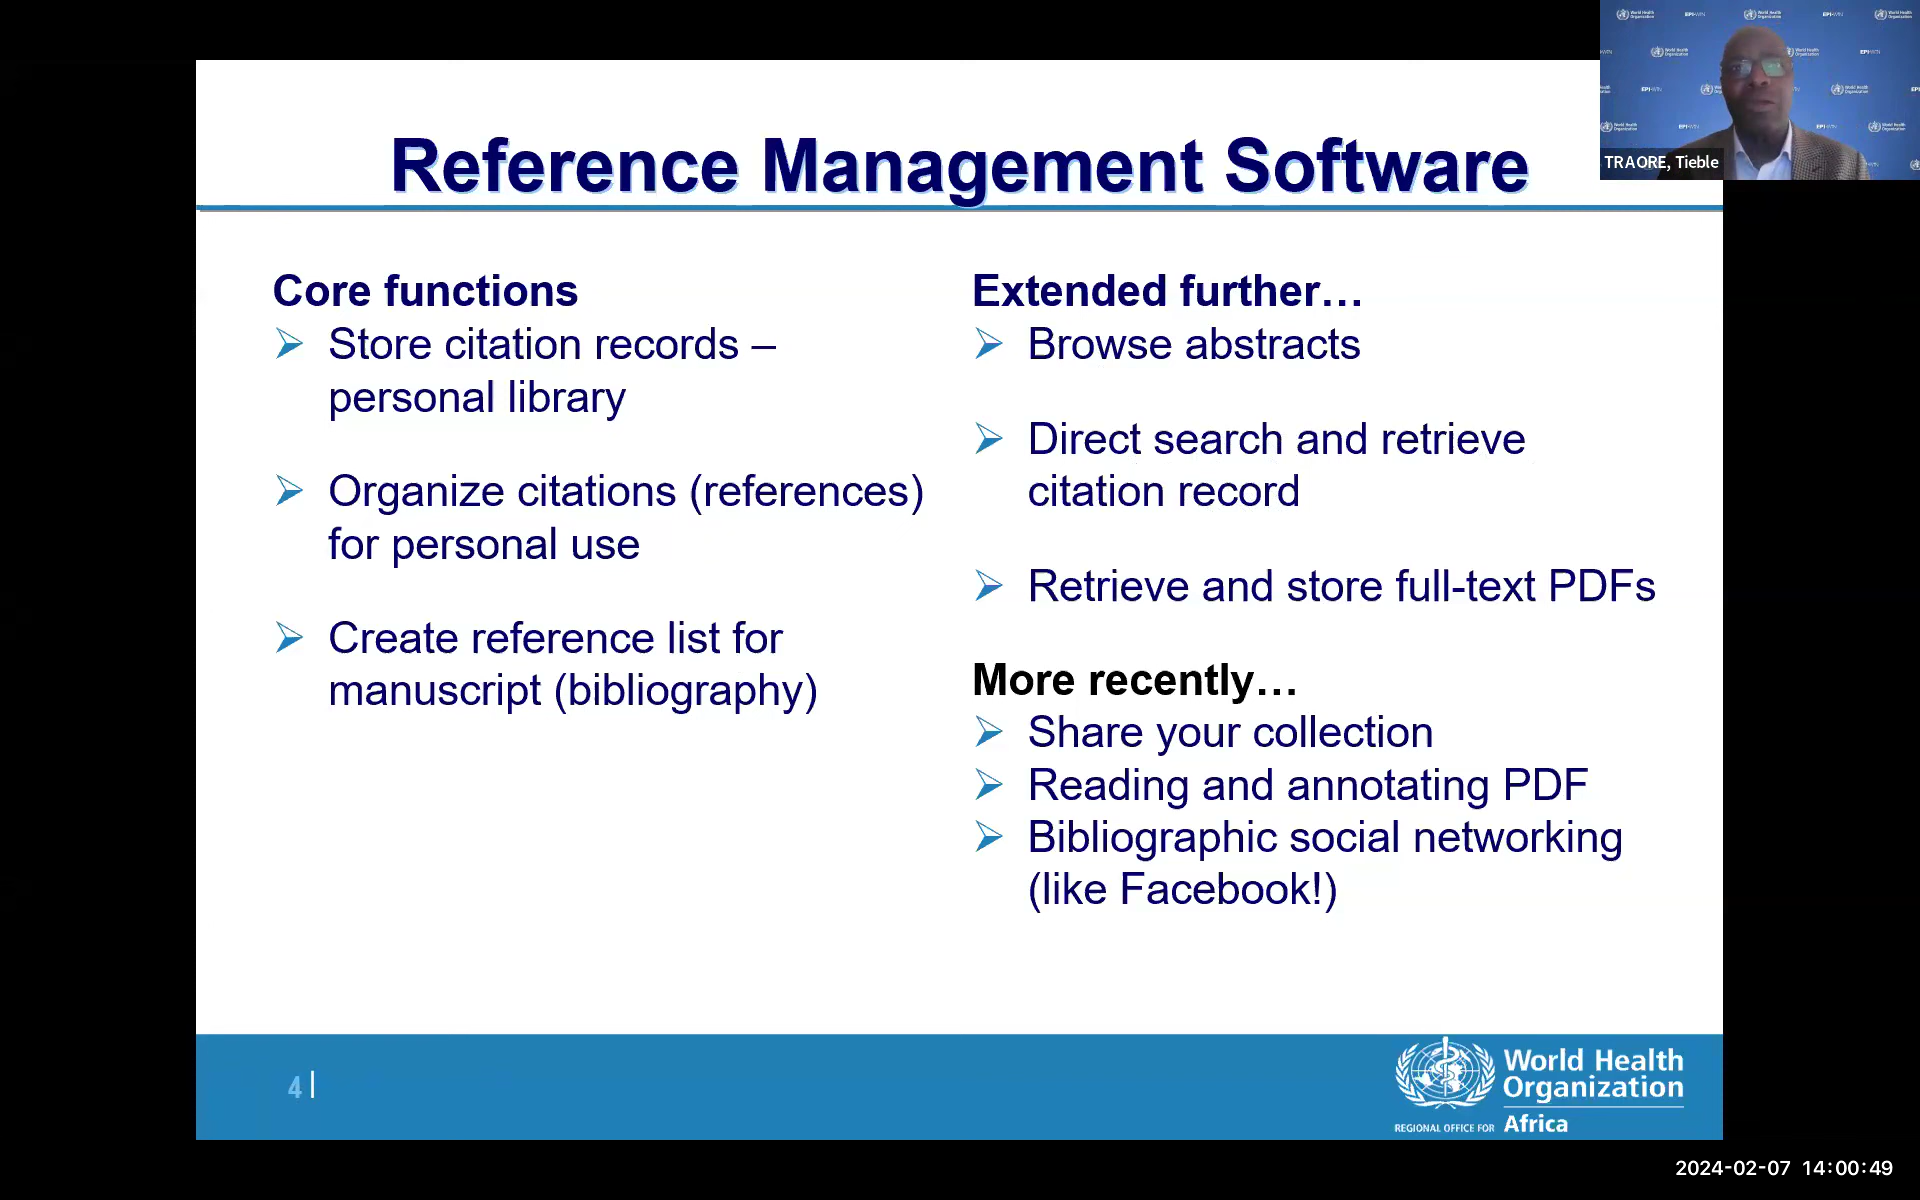 Reference Management Software
TRAORE, Tieble
Core functions
Store citation records –
personal library
Organize citations (references)
for personal use
Create reference list for
manuscript (bibliography)
Extended further…
Browse abstracts
Direct search and retrieve
citation record
Retrieve and store full-text PDFs
More recently…
Share your collection
Reading and annotating PDF
Bibliographic social networking
(like Facebook!)
4
World Health
Organization
REGIONAL OFFICE FOR Africa
2024-02-07 14:00:49